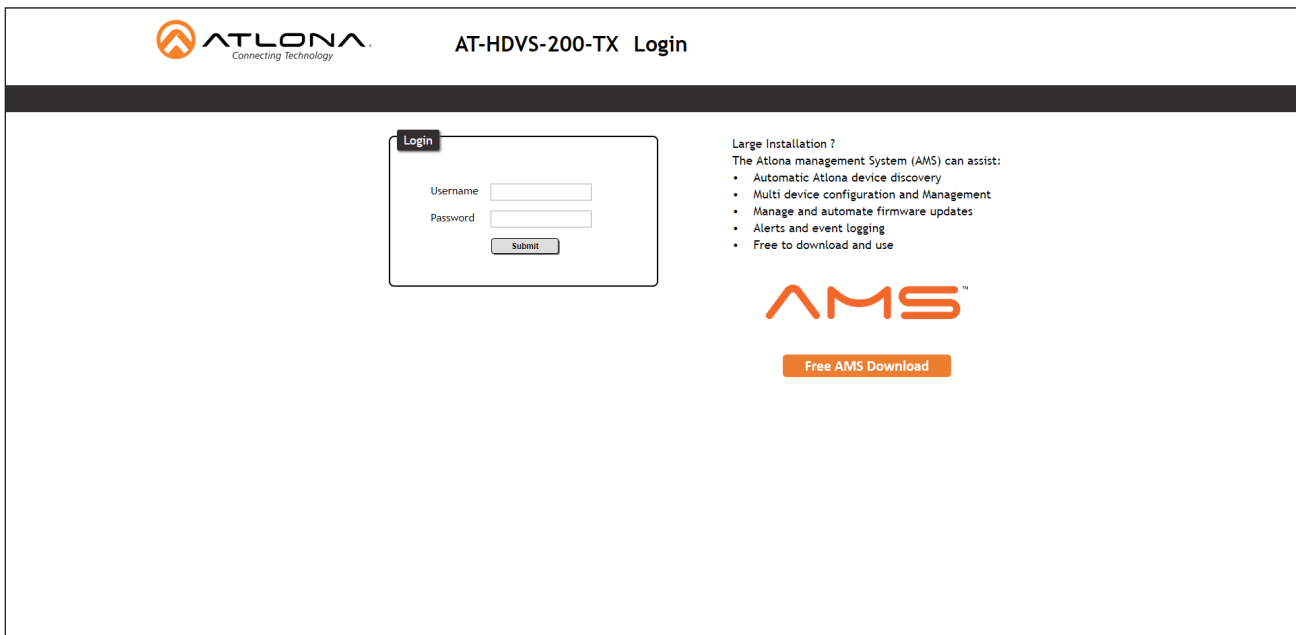 ATLONA.
Connecting Technology
AT-HDVS-200-TX Login
Login
Username
Password
Submit
Large Installation ?
The Atlona management System (AMS) can assist:
• Automatic Atlona device discovery
• Multi device configuration and Management
• Manage and automate firmware updates
• Alerts and event logging
• Free to download and use
AMS™
Free AMS Download